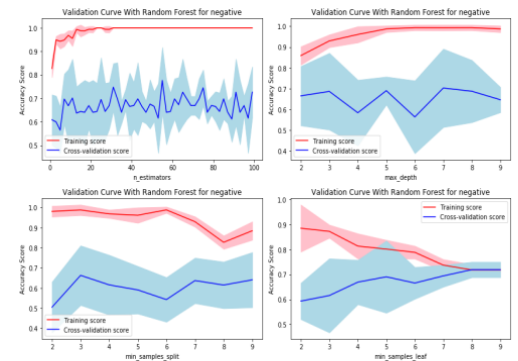 Validation Curve With Random Forest for negative
Accuracy Score
1.0
0.9
0.8
0.7
0.6
0.5
Training score
Cross-validation score
0 20 40 60 80 100
n_estimators
Validation Curve With Random Forest for negative
Accuracy Score
1.0
0.9
0.8
0.7
0.6
0.5
0.4
Training score
Cross-validation score
2 3 4 5 6 7 8 9
max_depth
Validation Curve With Random Forest for negative
Accuracy Score
1.0
0.9
0.8
0.7
0.6
0.5
0.4
Training score
Cross-validation score
2 3 4 5 6 7 8 9
min_samples_split
Validation Curve With Random Forest for negative
Training score
Cross-validation score
Accuracy Score
1.0
0.9
0.8
0.7
0.6
0.5
2 3 4 5 6 7 8 9
min_samples_leaf